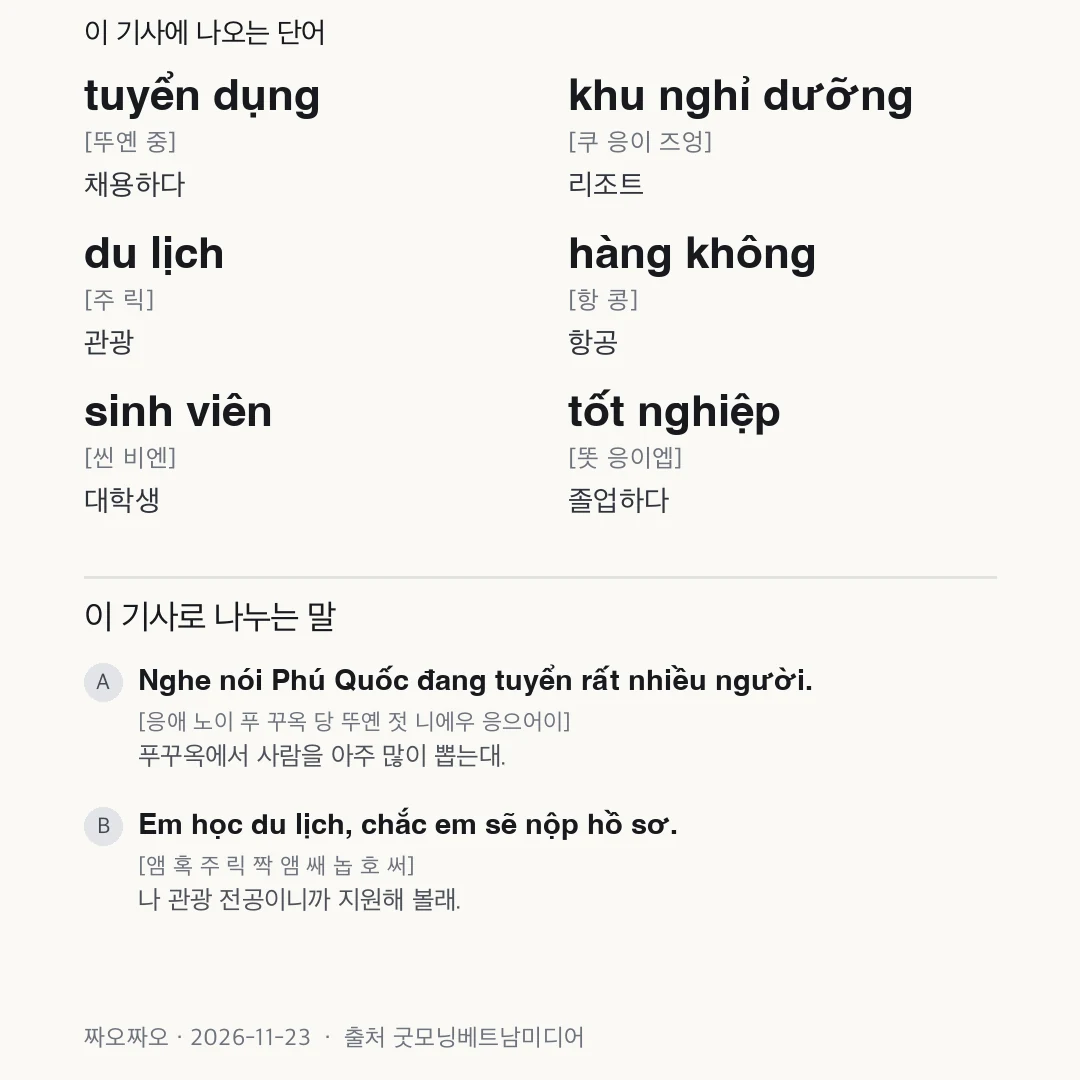 이 기사에 나오는 단어
tuyển dụng
[뚜옌 중]
채용하다
khu nghỉ dưỡng
[쿠 응이 즈엉]
리조트
du lịch
[주 릭]
관광
hàng không
[항 콩]
항공
sinh viên
[씬 비엔]
대학생
tốt nghiệp
[똣 응이엡]
졸업하다
이 기사로 나누는 말
A Nghe nói Phú Quốc đang tuyển rất nhiều người.
[응애 노이 푸 꾸옥 당 뚜옌 젓 니에우 응으어이]
푸꾸옥에서 사람을 아주 많이 뽑는대.
B Em học du lịch, chắc em sẽ nộp hồ sơ.
[앰 혹 주 릭 짝 앰 쌔 놉 호 써]
나 관광 전공이니까 지원해 볼래.
짜오짜오 · 2026-11-23 · 출처 굿모닝베트남미디어